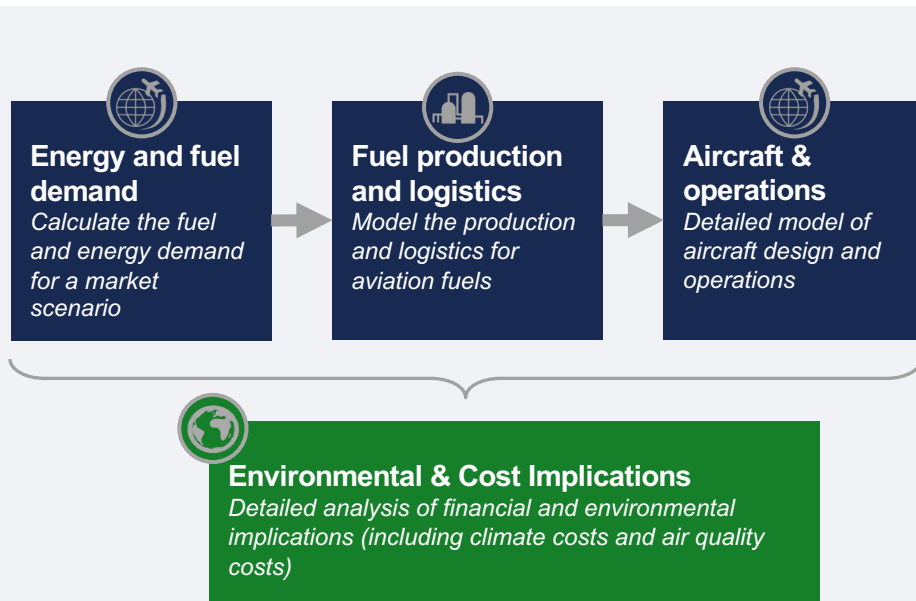 Energy and fuel
demand
Calculate the fuel
and energy demand
for a market
scenario
Fuel production
and logistics
Model the production
and logistics for
aviation fuels
Aircraft &
operations
Detailed model of
aircraft design and
operations
Environmental & Cost Implications
Detailed analysis of financial and environmental
implications (including climate costs and air quality
costs)